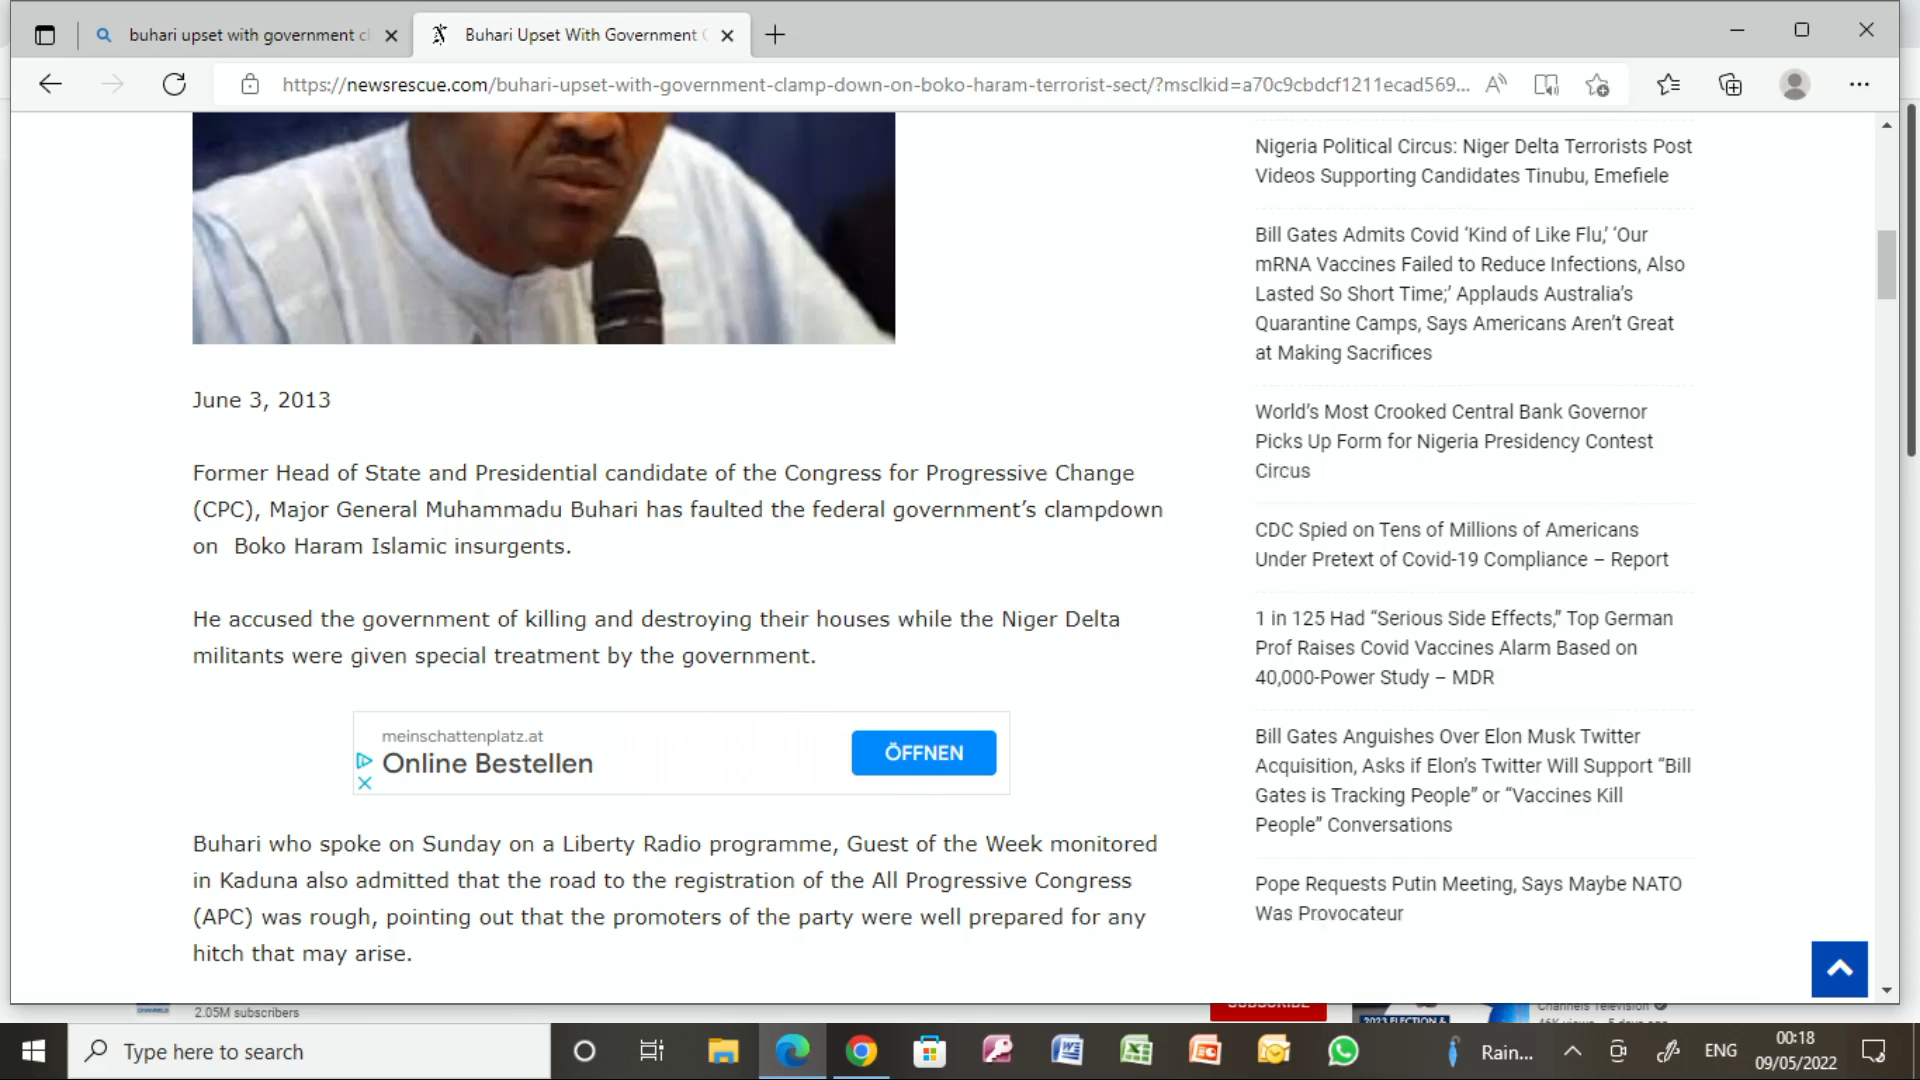 buhari upset with government cl
Buhari Upset With Government
https://newsrescue.com/buhari-upset-with-government-clamp-down-on-boko-haram-terrorist-sect/?msclkid=a70c9cbdcf1211ecad569...
June 3, 2013
Former Head of State and Presidential candidate of the Congress for Progressive Change
(CPC), Major General Muhammadu Buhari has faulted the federal government’s clampdown
on Boko Haram Islamic insurgents.
He accused the government of killing and destroying their houses while the Niger Delta
militants were given special treatment by the government.
meinschattenplatz.at
Online Bestellen
ÖFFNEN
Buhari who spoke on Sunday on a Liberty Radio programme, Guest of the Week monitored
in Kaduna also admitted that the road to the registration of the All Progressive Congress
(APC) was rough, pointing out that the promoters of the party were well prepared for any
hitch that may arise.
Nigeria Political Circus: Niger Delta Terrorists Post
Videos Supporting Candidates Tinubu, Emefiele
Bill Gates Admits Covid ‘Kind of Like Flu,’ ‘Our
mRNA Vaccines Failed to Reduce Infections, Also
Lasted So Short Time;’ Applauds Australia’s
Quarantine Camps, Says Americans Aren’t Great
at Making Sacrifices
World’s Most Crooked Central Bank Governor
Picks Up Form for Nigeria Presidency Contest
Circus
CDC Spied on Tens of Millions of Americans
Under Pretext of Covid-19 Compliance – Report
1 in 125 Had “Serious Side Effects,” Top German
Prof Raises Covid Vaccines Alarm Based on
40,000-Power Study – MDR
Bill Gates Anguishes Over Elon Musk Twitter
Acquisition, Asks if Elon’s Twitter Will Support “Bill
Gates is Tracking People” or “Vaccines Kill
People” Conversations
Pope Requests Putin Meeting, Says Maybe NATO
Was Provocateur
2.05M subscribers
SUBSCRIBE
Channels Television
2023 ELECTION &
Type here to search
Rain...
ENG
00:18
09/05/2022